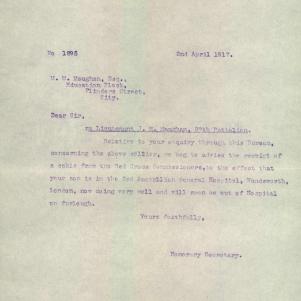 No 1895
2nd April 1917.
M. M. Maughan, Esq.,
Education Block,
Flinders Street,
City.
Dear Sir,
re Lieutenant J. M. Maughan, 27th Battalion.
Relative to your enquiry through this Bureau,
concerning the above soldier, we beg to advise the receipt of
a cable from the Red Cross Commissioners, to the effect that
your son is in the 3rd Australian General Hospital, Wandsworth,
London, now doing very well and will soon be out of Hospital
on furlough.
Yours faithfully,
Honorary Secretary.